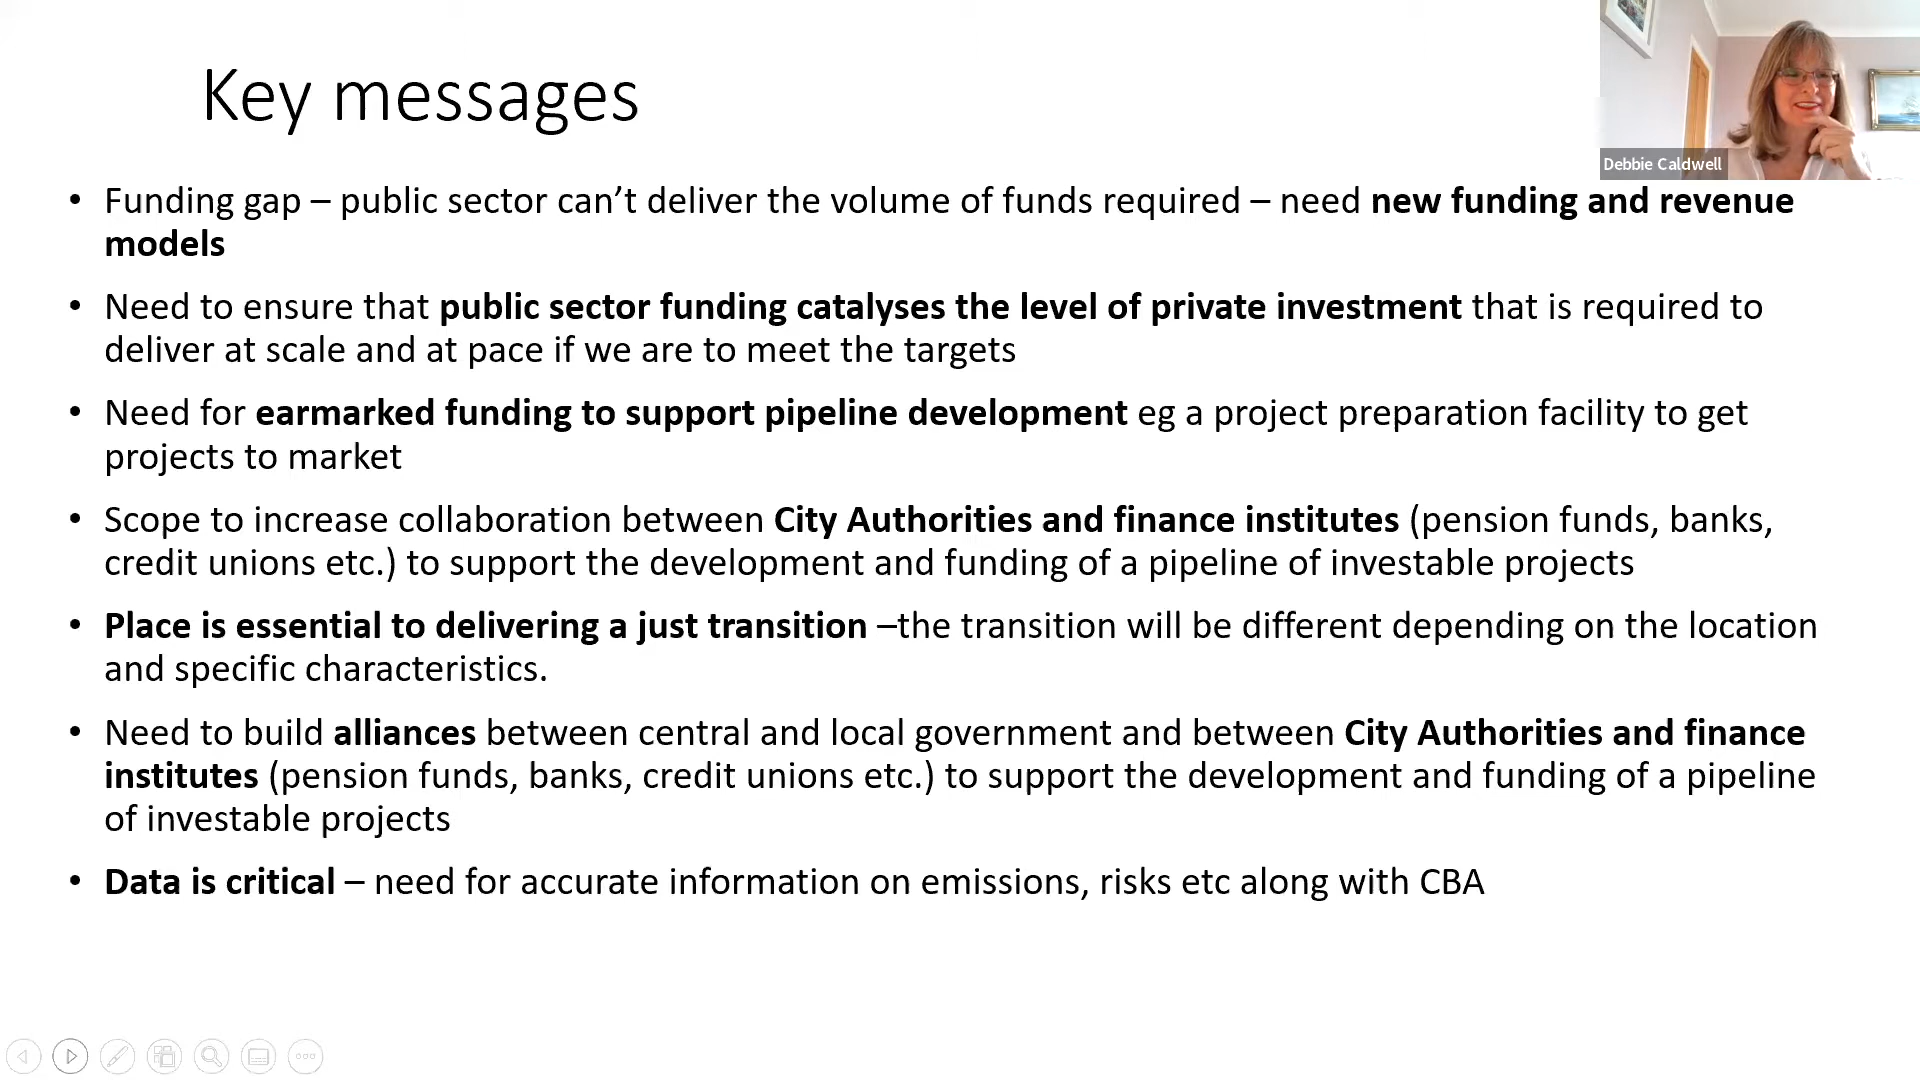 Key messages
Debbie Caldwell
• Funding gap – public sector can’t deliver the volume of funds required – need new funding and revenue
models
• Need to ensure that public sector funding catalyses the level of private investment that is required to
deliver at scale and at pace if we are to meet the targets
• Need for earmarked funding to support pipeline development eg a project preparation facility to get
projects to market
• Scope to increase collaboration between City Authorities and finance institutes (pension funds, banks,
credit unions etc.) to support the development and funding of a pipeline of investable projects
• Place is essential to delivering a just transition –the transition will be different depending on the location
and specific characteristics.
• Need to build alliances between central and local government and between City Authorities and finance
institutes (pension funds, banks, credit unions etc.) to support the development and funding of a pipeline
of investable projects
• Data is critical – need for accurate information on emissions, risks etc along with CBA